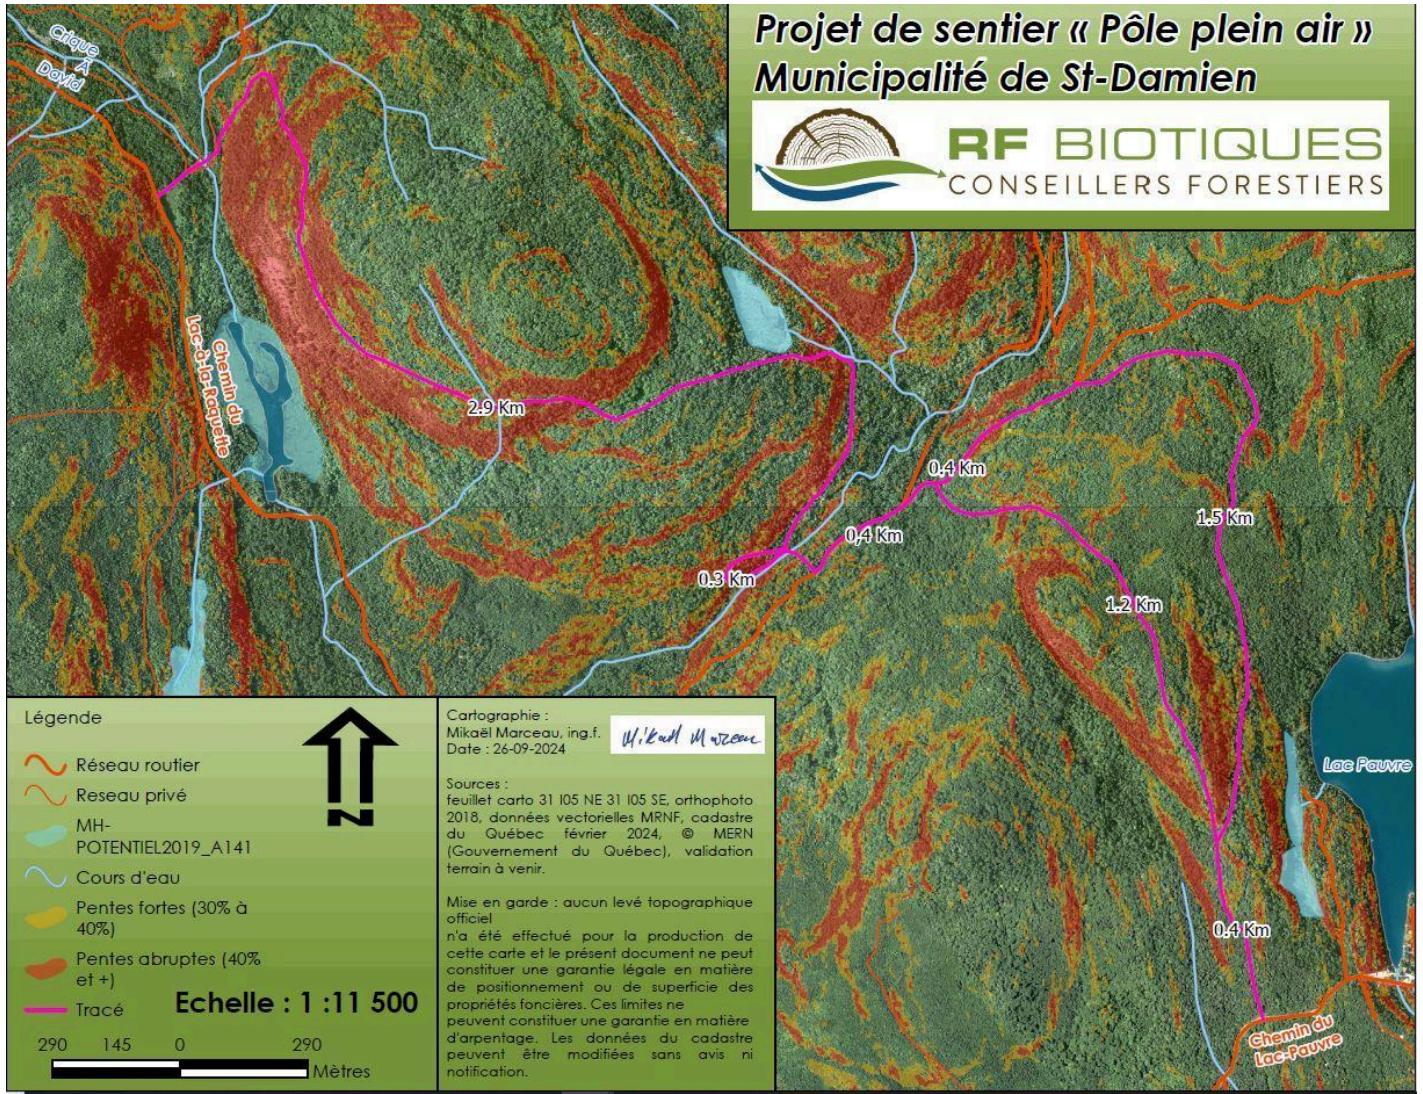 Projet de sentier « Pôle plein air »
Municipalité de St-Damien
RF BIOTIQUES
CONSEILLERS FORESTIERS
Crique
À
David
Chemin du
Lac-à-la-Raquette
2.9 Km
0.4 Km
0,4 Km
1.5 Km
0.3 Km
1.2 Km
Lac Pauvre
0.4 Km
Chemin du
Lac-Pauvre
Légende
Réseau routier
Reseau privé
MH-
POTENTIEL2019_A141
Cours d'eau
Pentes fortes (30% à
40%)
Pentes abruptes (40%
et +)
Tracé
N
Echelle : 1 :11 500
290 145 0 290
Mètres
Cartographie :
Mikaël Marceau, ing.f.
Date : 26-09-2024
Mikaël Marceau
Sources :
feuillet carto 31 I05 NE 31 I05 SE, orthophoto
2018, données vectorielles MRNF, cadastre
du Québec février 2024, © MERN
(Gouvernement du Québec), validation
terrain à venir.
Mise en garde : aucun levé topographique
officiel
n'a été effectué pour la production de
cette carte et le présent document ne peut
constituer une garantie légale en matière
de positionnement ou de superficie des
propriétés foncières. Ces limites ne
peuvent constituer une garantie en matière
d'arpentage. Les données du cadastre
peuvent être modifiées sans avis ni
notification.